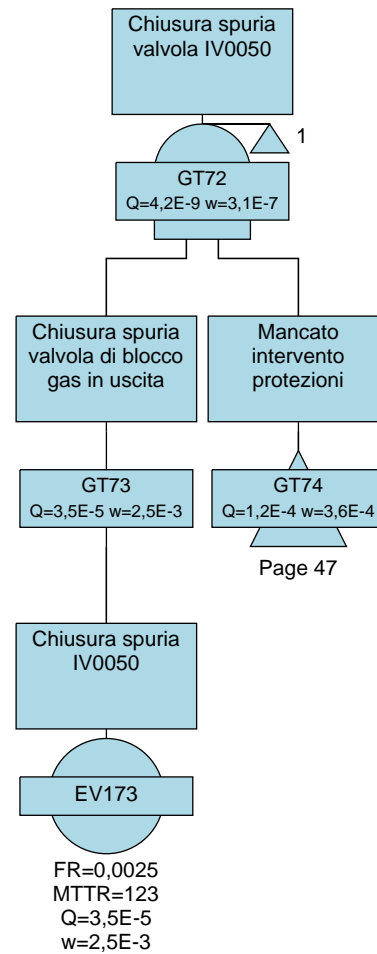 Chiusura spuria
valvola IV0050
1
GT72
Q=4,2E-9 w=3,1E-7
Chiusura spuria
valvola di blocco
gas in uscita
Mancato
intervento
protezioni
GT73
Q=3,5E-5 w=2,5E-3
GT74
Q=1,2E-4 w=3,6E-4
Page 47
Chiusura spuria
IV0050
EV173
FR=0,0025
MTTR=123
Q=3,5E-5
w=2,5E-3